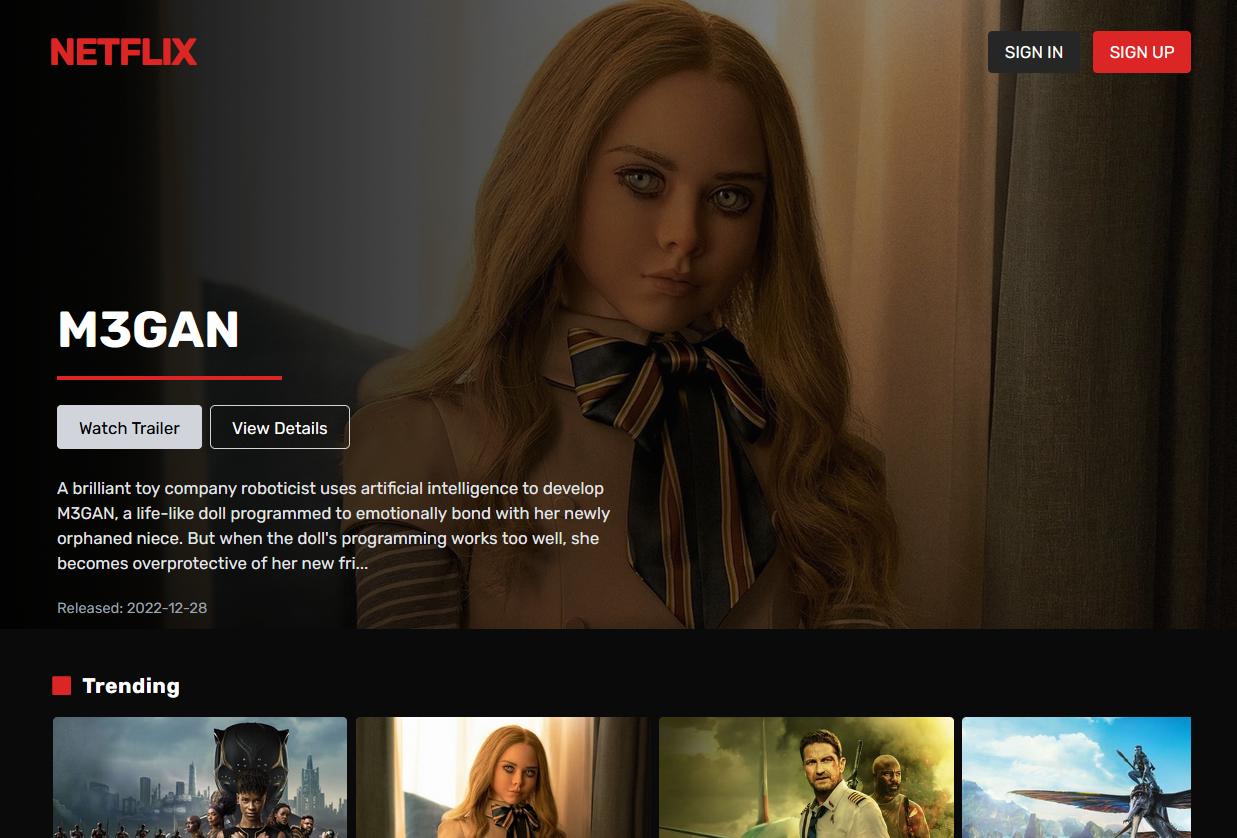 NETFLIX
SIGN IN
SIGN UP
M3GAN
Watch Trailer
View Details
A brilliant toy company roboticist uses artificial intelligence to develop
M3GAN, a life-like doll programmed to emotionally bond with her newly
orphaned niece. But when the doll's programming works too well, she
becomes overprotective of her new fri...
Released: 2022-12-28
Trending